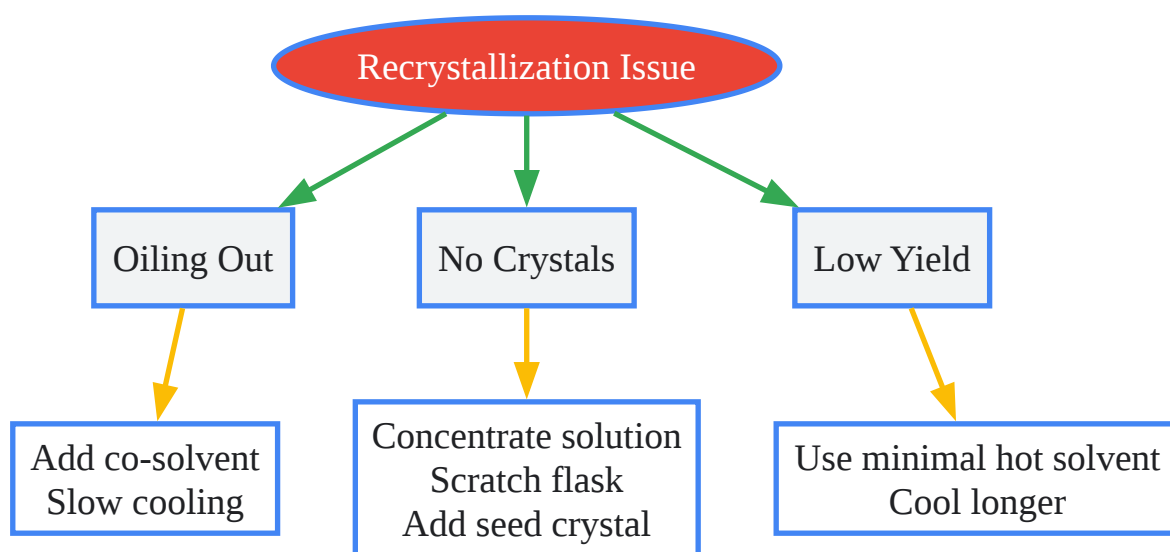 Recrystallization Issue
Oiling Out
No Crystals
Low Yield
Add co-solvent
Slow cooling
Concentrate solution
Scratch flask
Add seed crystal
Use minimal hot solvent
Cool longer